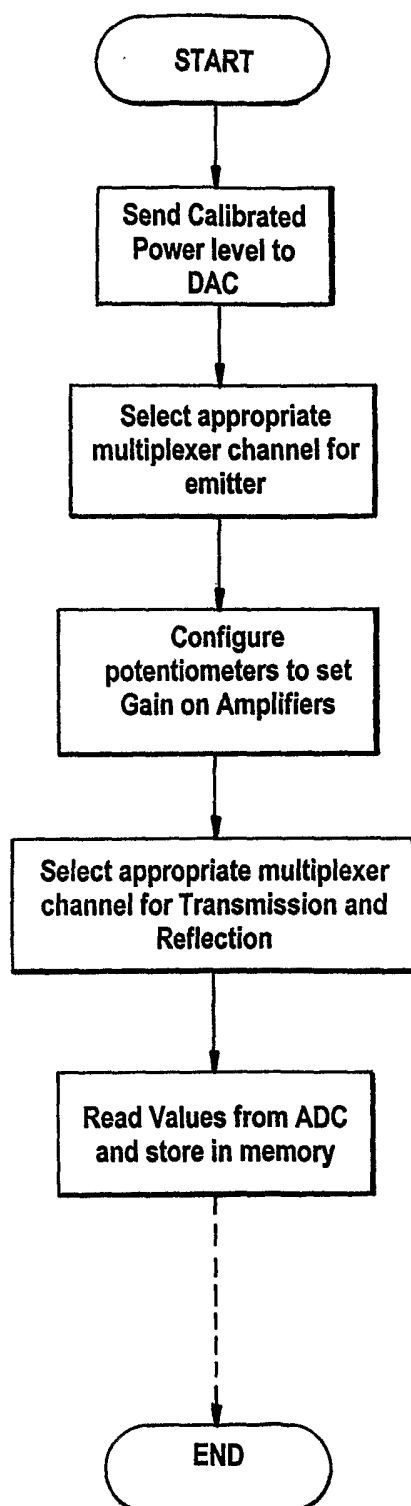 START
Send Calibrated
Power level to
DAC
Select appropriate
multiplexer channel for
emitter
Configure
potentiometers to set
Gain on Amplifiers
Select appropriate multiplexer
channel for Transmission and
Reflection
Read Values from ADC
and store in memory
END